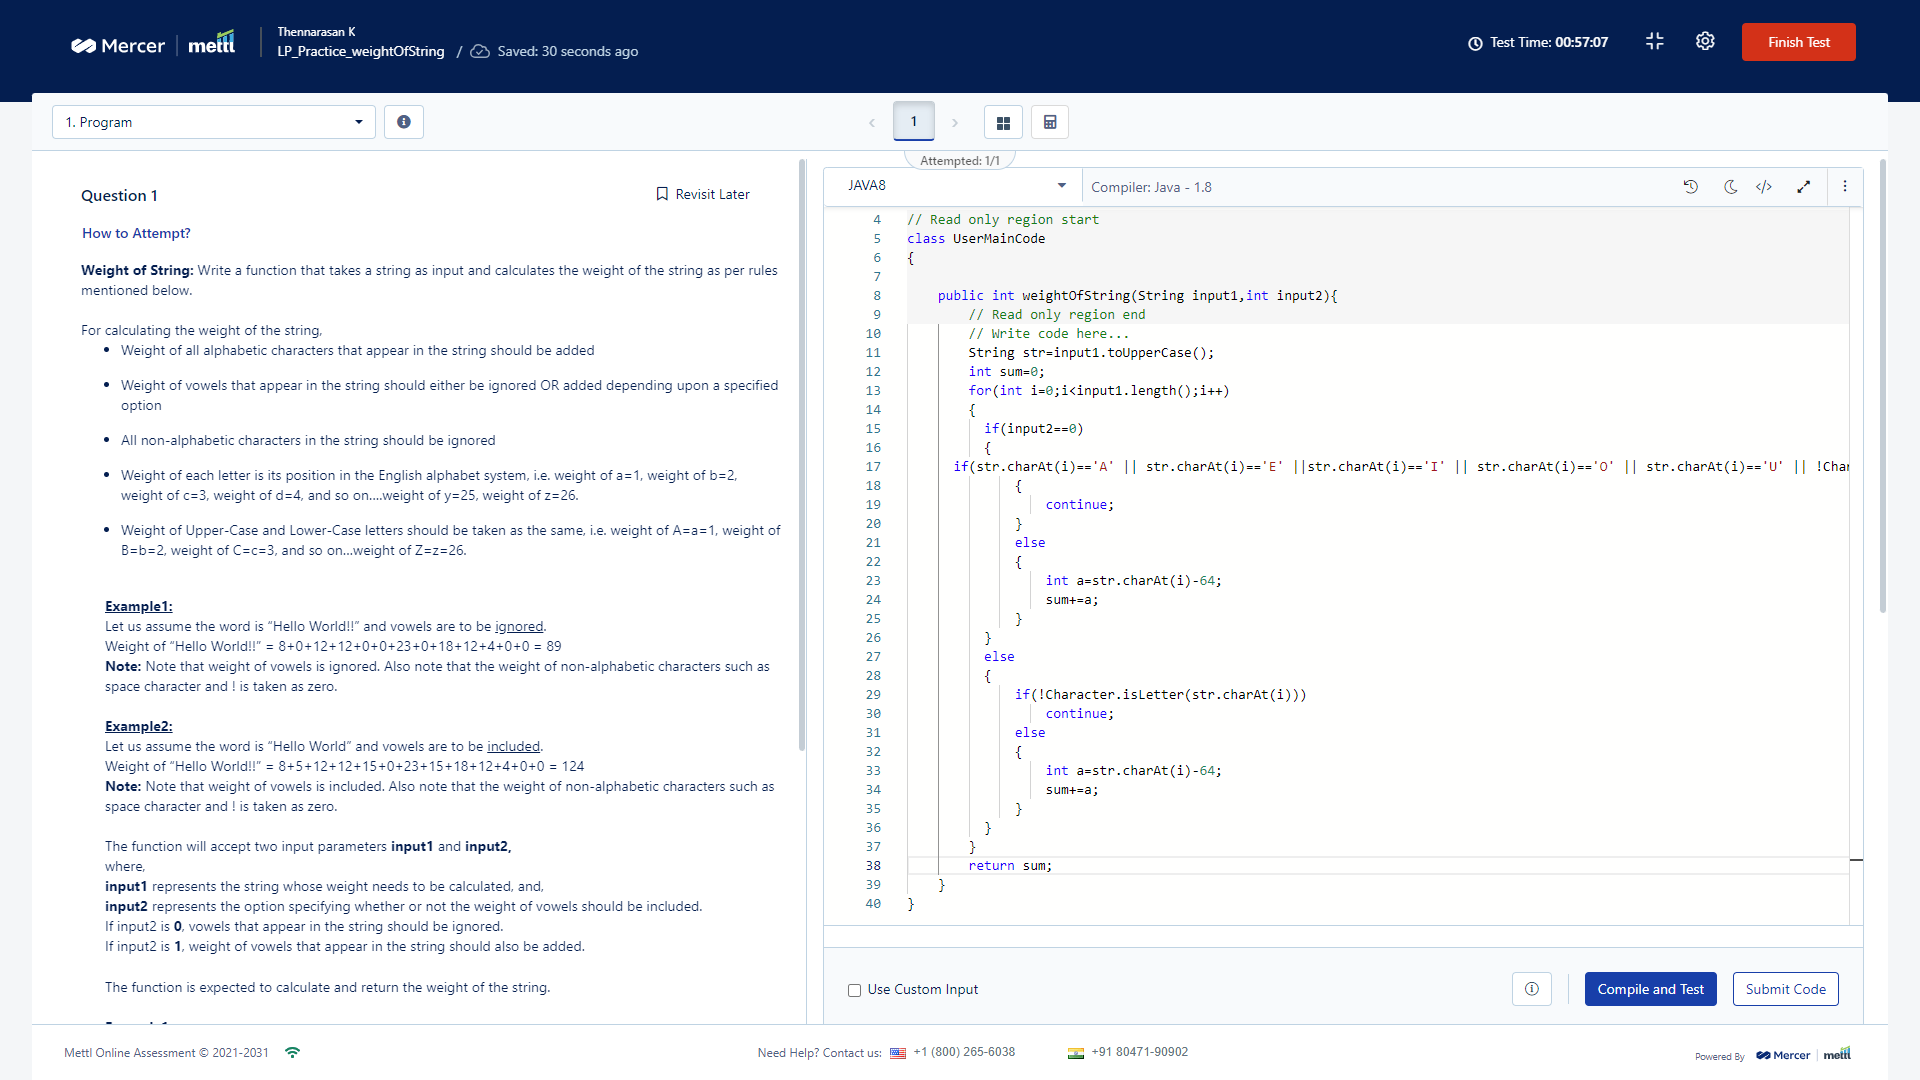 Mercer | mettl
Thennarasan K
LP_Practice_weightOfString / Saved: 30 seconds ago
Test Time: 00:57:07
Finish Test
1. Program
1
Attempted: 1/1
Question 1
Revisit Later
How to Attempt?
Weight of String: Write a function that takes a string as input and calculates the weight of the string as per rules
mentioned below.
For calculating the weight of the string,
• Weight of all alphabetic characters that appear in the string should be added
• Weight of vowels that appear in the string should either be ignored OR added depending upon a specified
option
• All non-alphabetic characters in the string should be ignored
• Weight of each letter is its position in the English alphabet system, i.e. weight of a=1, weight of b=2,
weight of c=3, weight of d=4, and so on....weight of y=25, weight of z=26.
• Weight of Upper-Case and Lower-Case letters should be taken as the same, i.e. weight of A=a=1, weight of
B=b=2, weight of C=c=3, and so on...weight of Z=z=26.
Example1:
Let us assume the word is “Hello World!!” and vowels are to be ignored.
Weight of “Hello World!!” = 8+0+12+12+0+0+23+0+18+12+4+0+0 = 89
Note: Note that weight of vowels is ignored. Also note that the weight of non-alphabetic characters such as
space character and ! is taken as zero.
Example2:
Let us assume the word is “Hello World” and vowels are to be included.
Weight of “Hello World!!” = 8+5+12+12+15+0+23+15+18+12+4+0+0 = 124
Note: Note that weight of vowels is included. Also note that the weight of non-alphabetic characters such as
space character and ! is taken as zero.
The function will accept two input parameters input1 and input2,
where,
input1 represents the string whose weight needs to be calculated, and,
input2 represents the option specifying whether or not the weight of vowels should be included.
If input2 is 0, vowels that appear in the string should be ignored.
If input2 is 1, weight of vowels that appear in the string should also be added.
The function is expected to calculate and return the weight of the string.
JAVA8
Compiler: Java - 1.8
4 // Read only region start
5 class UserMainCode
6 {
7
8 public int weightOfString(String input1,int input2){
9 // Read only region end
10 // Write code here...
11 String str=input1.toUpperCase();
12 int sum=0;
13 for(int i=0;i<input1.length();i++)
14 {
15 if(input2==0)
16 {
17 if(str.charAt(i)=='A' || str.charAt(i)=='E' ||str.charAt(i)=='I' || str.charAt(i)=='O' || str.charAt(i)=='U' || !Char
18 {
19 continue;
20 }
21 else
22 {
23 int a=str.charAt(i)-64;
24 sum+=a;
25 }
26 }
27 else
28 {
29 if(!Character.isLetter(str.charAt(i)))
30 continue;
31 else
32 {
33 int a=str.charAt(i)-64;
34 sum+=a;
35 }
36 }
37 }
38 return sum;
39 }
40 }
Use Custom Input
Compile and Test
Submit Code
Mettl Online Assessment © 2021-2031
Need Help? Contact us: +1 (800) 265-6038
+91 80471-90902
Powered By Mercer | mettl